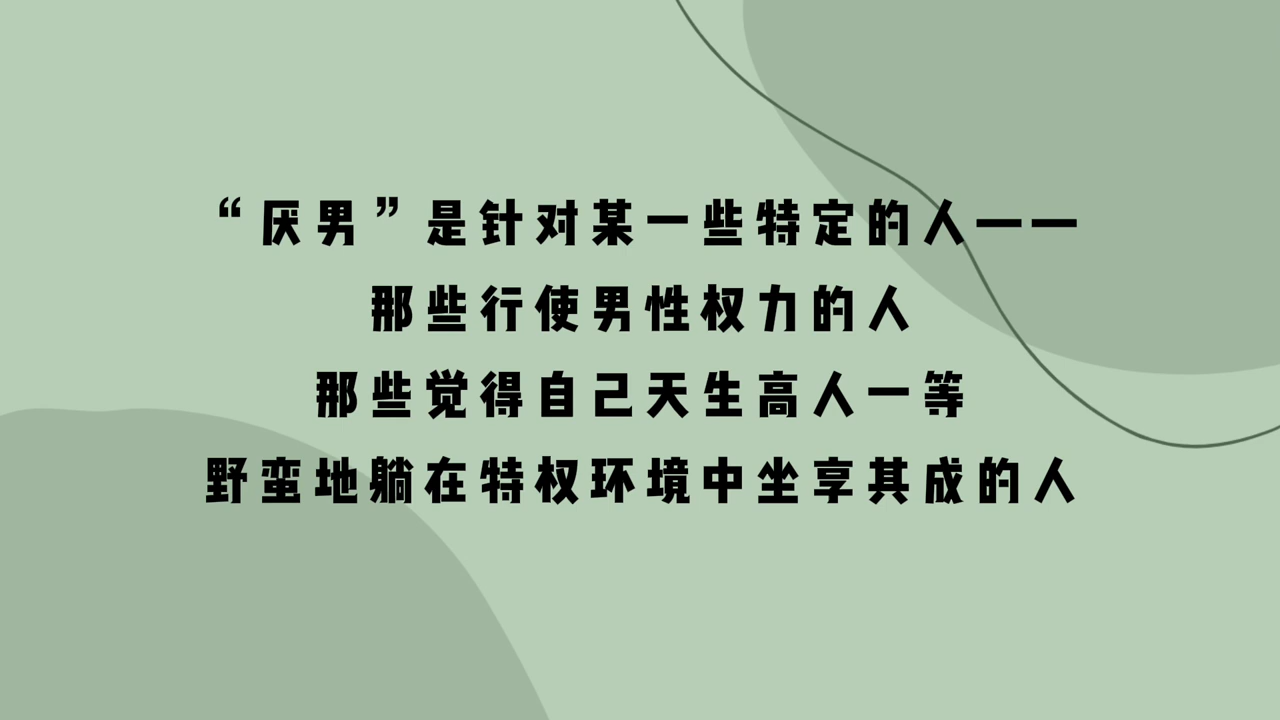 “厌男”是针对某一些特定的人——
那些行使男性权力的人
那些觉得自己天生高人一等
野蛮地躺在特权环境中坐享其成的人